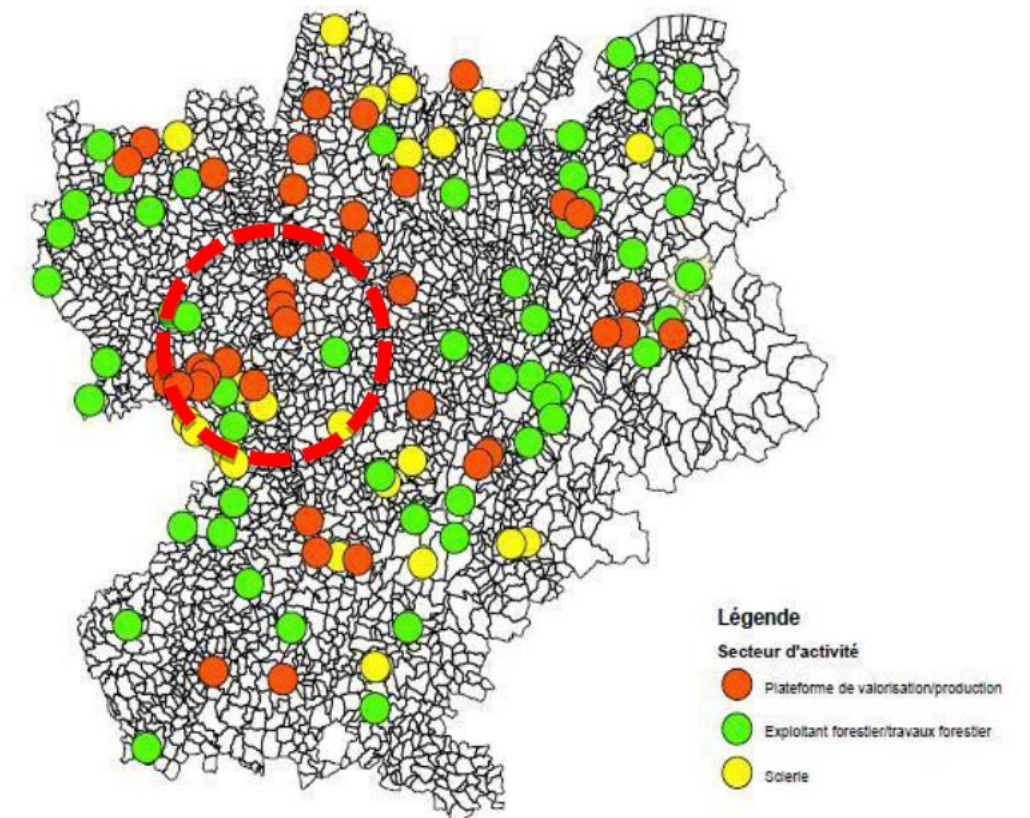 Légende
Secteur d'activité
Plateforme de valorisation/production
Exploitant forestier/travaux forestier
Scierie